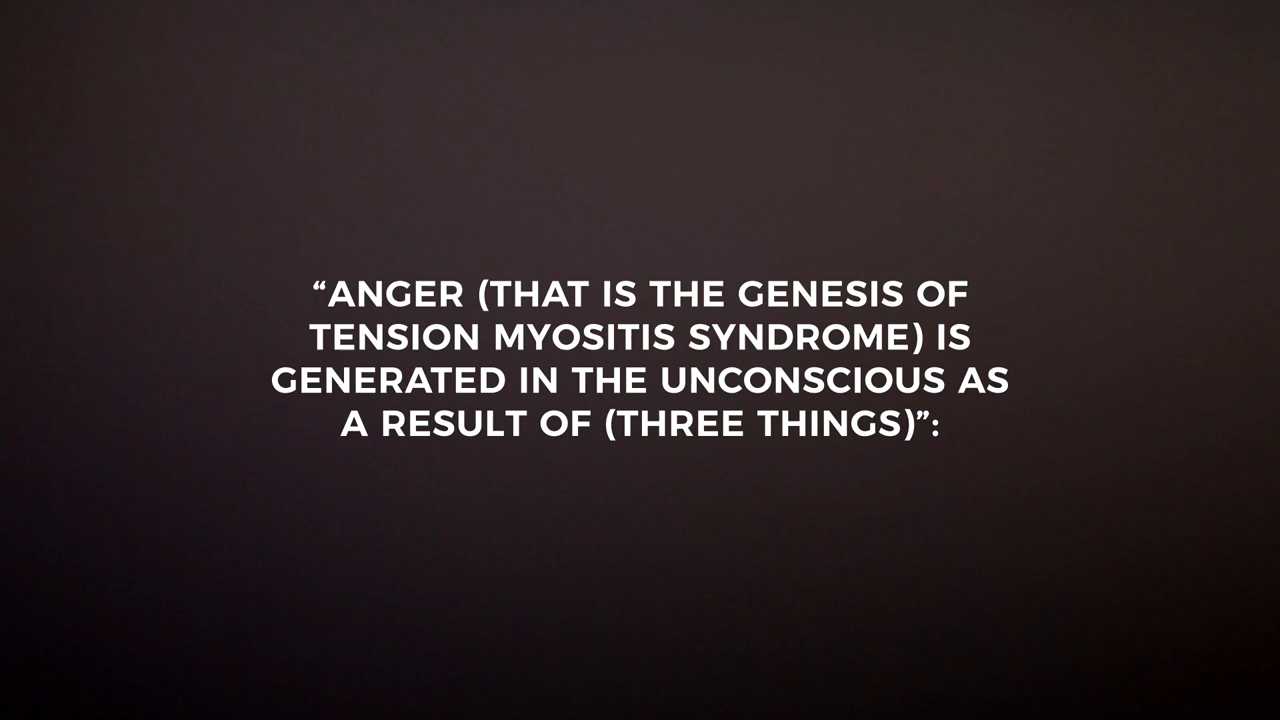 “ANGER (THAT IS THE GENESIS OF
TENSION MYOSITIS SYNDROME) IS
GENERATED IN THE UNCONSCIOUS AS
A RESULT OF (THREE THINGS)”: